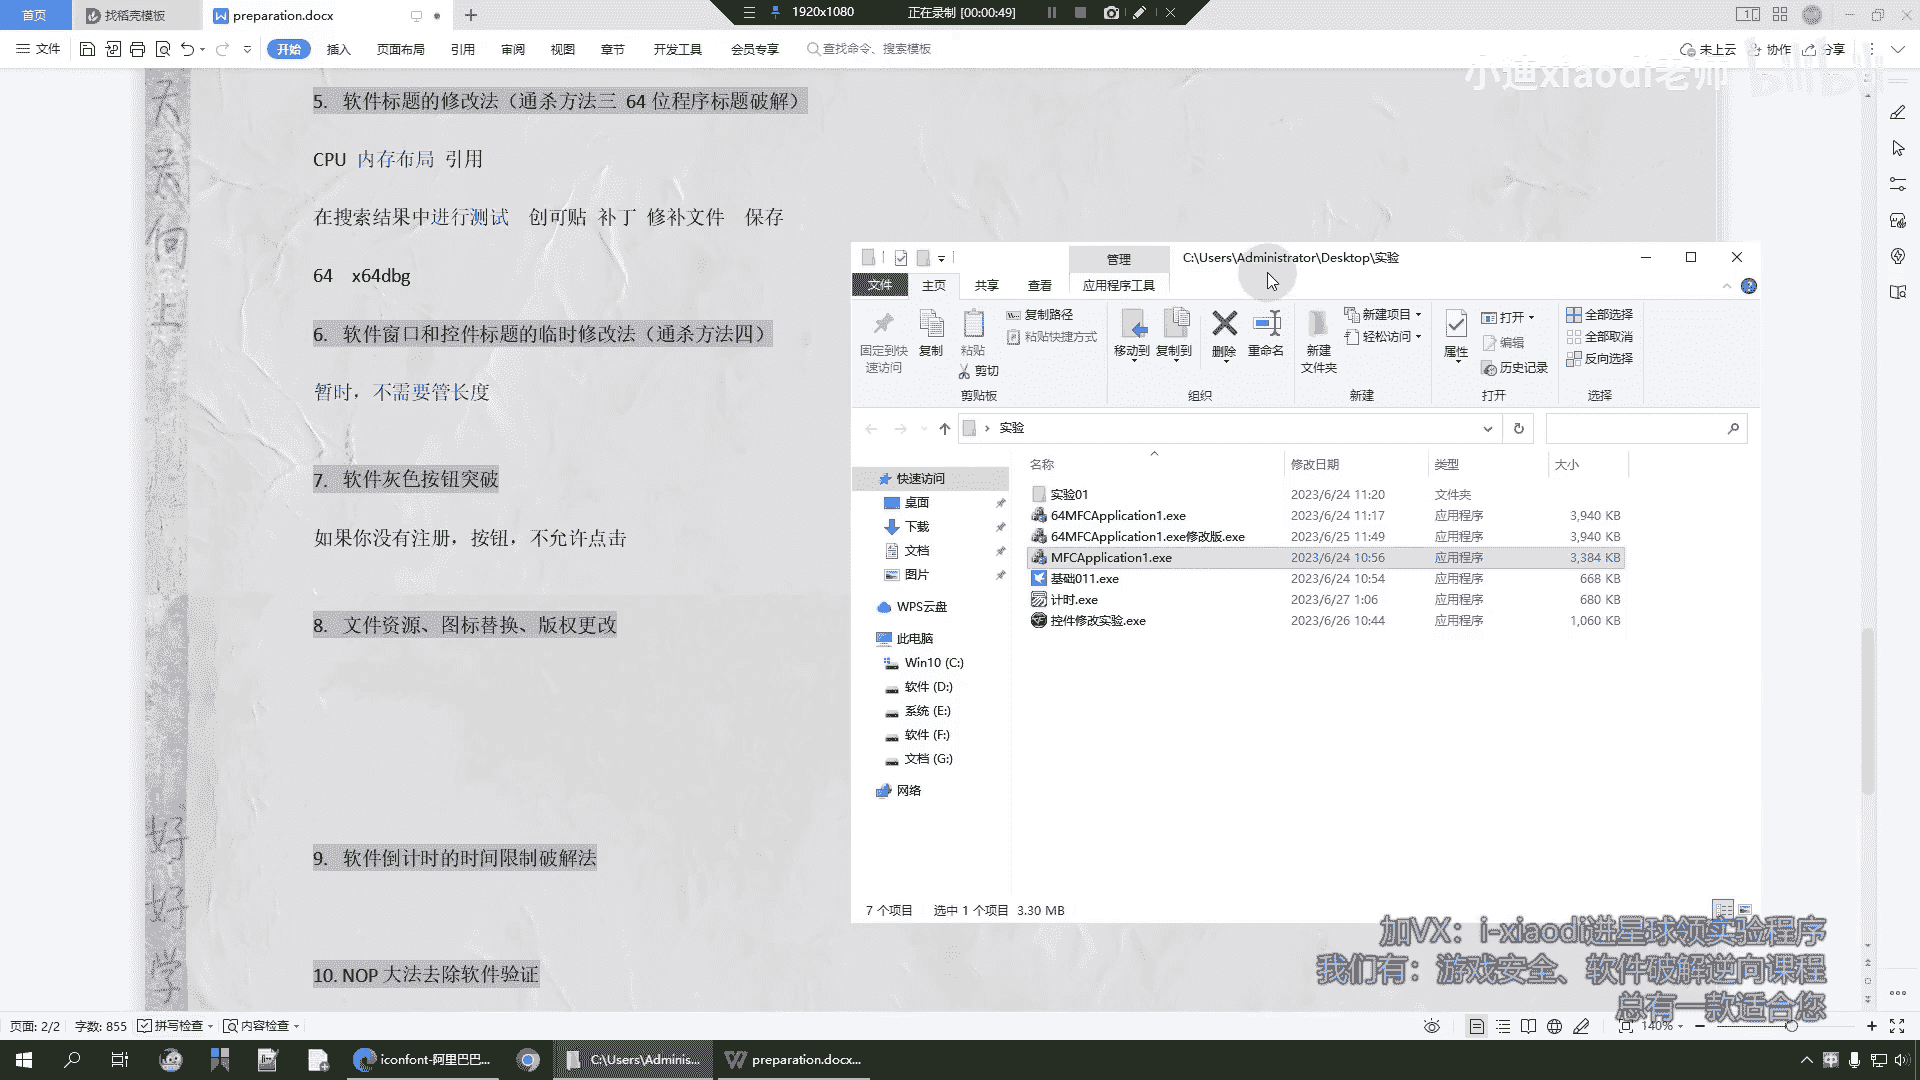 首页
找稻壳模板
preparation.docx
1920x1080
正在录制 [00:00:49]
文件
开始
插入
页面布局
引用
审阅
视图
章节
开发工具
会员专享
查找命令、搜索模板
未上云
协作
分享
小迪xiaodi老师
bilibili
5. 软件标题的修改法（通杀方法三 64 位程序标题破解）
CPU 内存布局 引用
在搜索结果中进行测试 创可贴 补丁 修补文件 保存
64 x64dbg
6. 软件窗口和控件标题的临时修改法（通杀方法四）
暂时，不需要管长度
7. 软件灰色按钮突破
如果你没有注册，按钮，不允许点击
8. 文件资源、图标替换、版权更改
9. 软件倒计时的时间限制破解法
10. NOP 大法去除软件验证
管理
C:\Users\Administrator\Desktop\实验
文件
主页
共享
查看
应用程序工具
固定到快速访问
复制
粘贴
复制路径
粘贴快捷方式
剪切
剪贴板
移动到
复制到
删除
重命名
组织
新建文件夹
新建项目
轻松访问
新建
属性
打开
编辑
历史记录
打开
全部选择
全部取消
反向选择
选择
实验
快速访问
桌面
下载
文档
图片
WPS云盘
此电脑
Win10 (C:)
软件 (D:)
系统 (E:)
软件 (F:)
文档 (G:)
网络
名称 修改日期 类型 大小
实验01 2023/6/24 11:20 文件夹
64MFCApplication1.exe 2023/6/24 11:17 应用程序 3,940 KB
64MFCApplication1.exe修改版.exe 2023/6/25 11:49 应用程序 3,940 KB
MFCApplication1.exe 2023/6/24 10:56 应用程序 3,384 KB
基础011.exe 2023/6/24 10:54 应用程序 668 KB
计时.exe 2023/6/27 1:06 应用程序 680 KB
控件修改实验.exe 2023/6/26 10:44 应用程序 1,060 KB
7 个项目 选中 1 个项目 3.30 MB
加VX：i-xiaodi进星球领实验程序
我们有：游戏安全、软件破解逆向课程
总有一款适合您
页面: 2/2 字数: 855 拼写检查 内容检查
140%
iconfont-阿里巴巴...
C:\Users\Adminis...
preparation.docx...